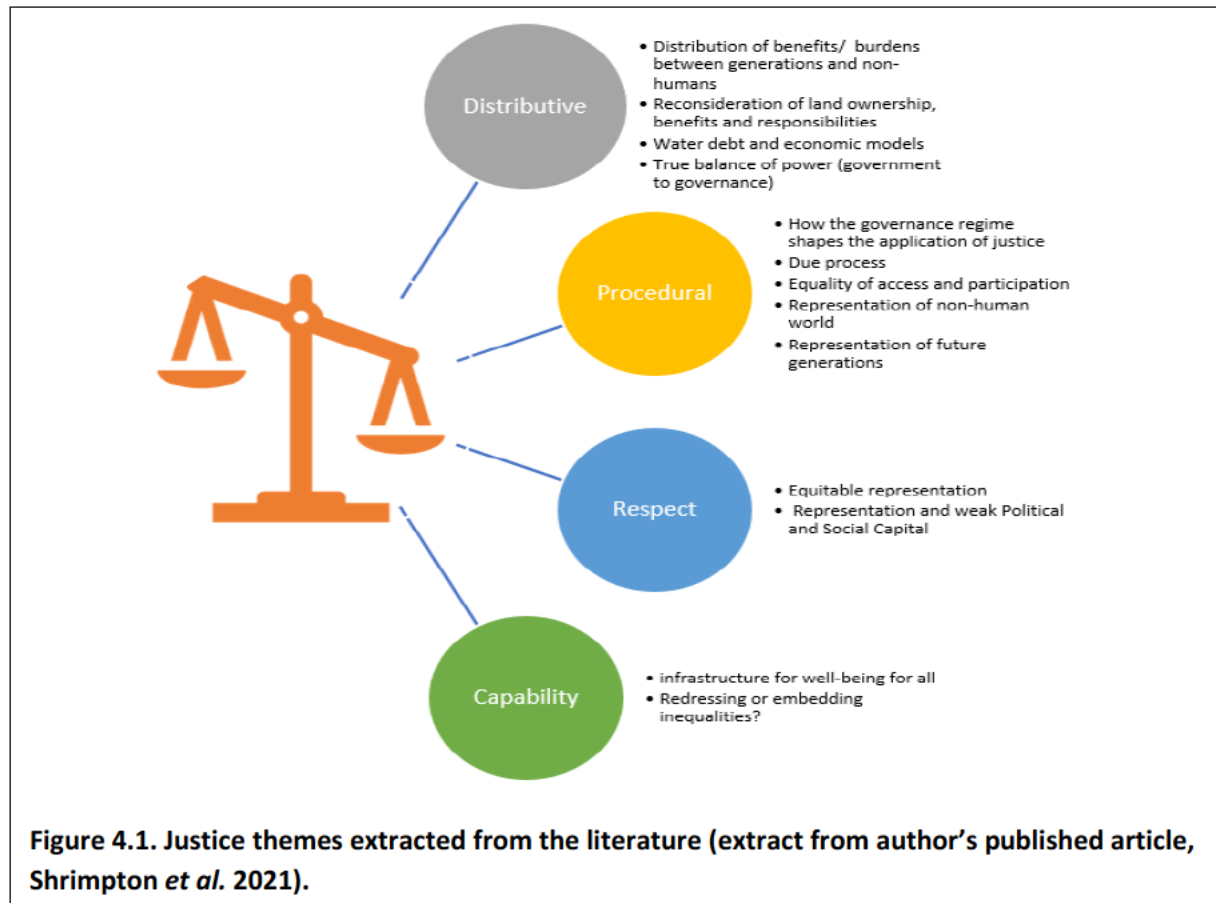 Distributive
• Distribution of benefits/ burdens
between generations and non-
humans
• Reconsideration of land ownership,
benefits and responsibilities
• Water debt and economic models
• True balance of power (government
to governance)
Procedural
• How the governance regime
shapes the application of justice
• Due process
• Equality of access and participation
• Representation of non-human
world
• Representation of future
generations
Respect
• Equitable representation
• Representation and weak Political
and Social Capital
Capability
• infrastructure for well-being for all
• Redressing or embedding
inequalities?
Figure 4.1. Justice themes extracted from the literature (extract from author's published article,
Shrimpton et al. 2021).